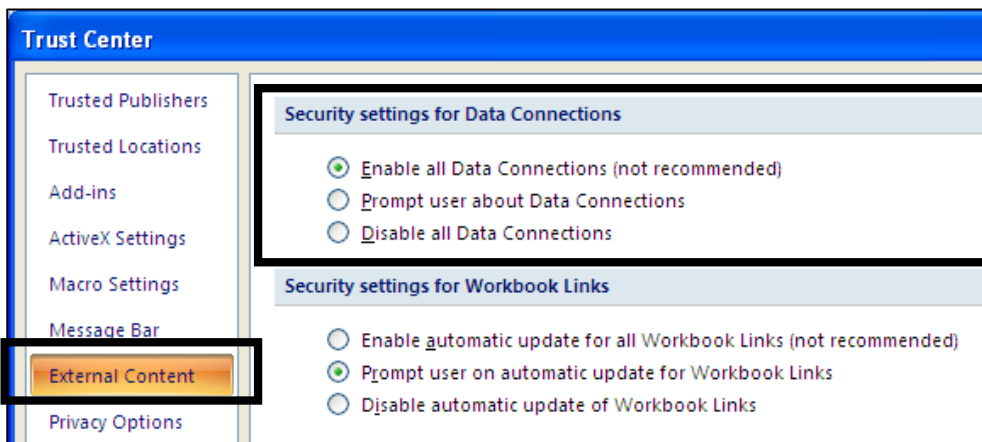 Trust Center
Trusted Publishers
Trusted Locations
Add-ins
ActiveX Settings
Macro Settings
Message Bar
External Content
Privacy Options
Security settings for Data Connections
Enable all Data Connections (not recommended)
Prompt user about Data Connections
Disable all Data Connections
Security settings for Workbook Links
Enable automatic update for all Workbook Links (not recommended)
Prompt user on automatic update for Workbook Links
Disable automatic update of Workbook Links